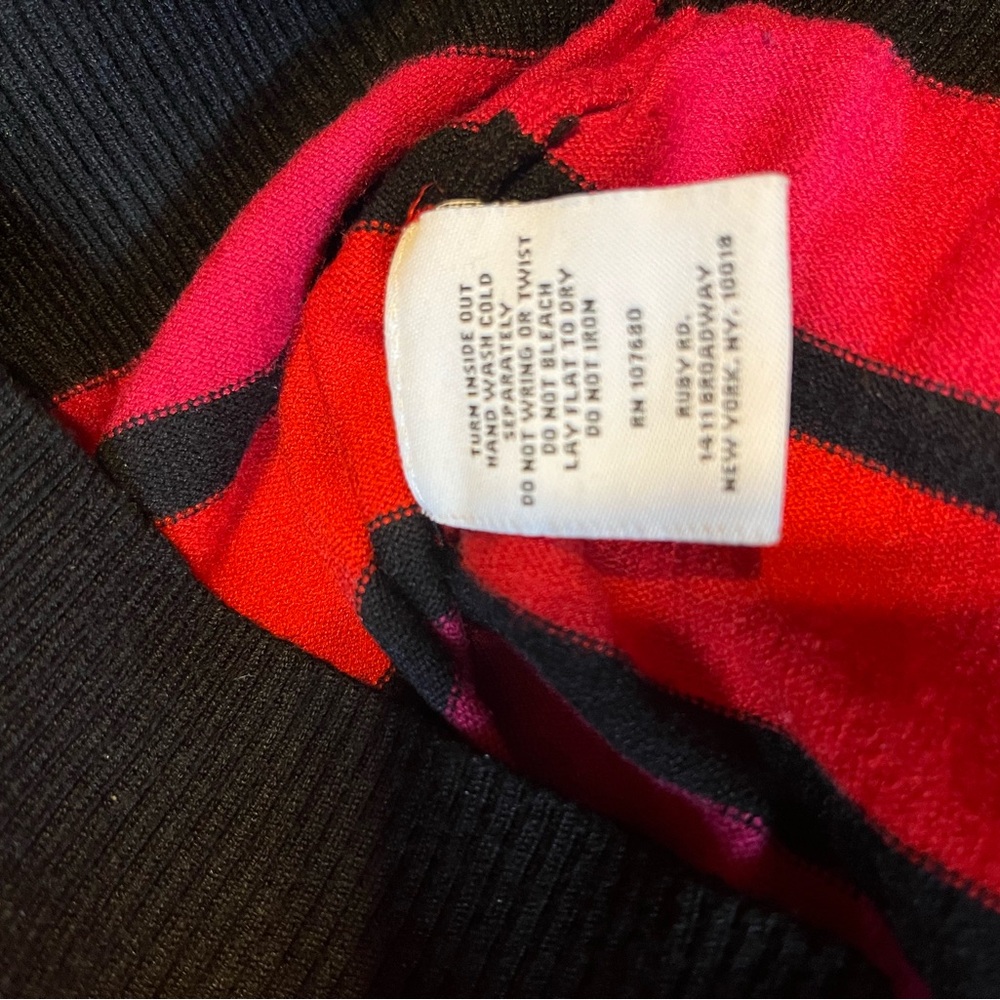 TURN INSIDE OUT
HAND WASH COLD
SEPARATELY
DO NOT WRING OR TWIST
DO NOT BLEACH
LAY FLAT TO DRY
DO NOT IRON
RN 107680
RUBY RD.
1411 BROADWAY
NEW YORK, NY, 10018